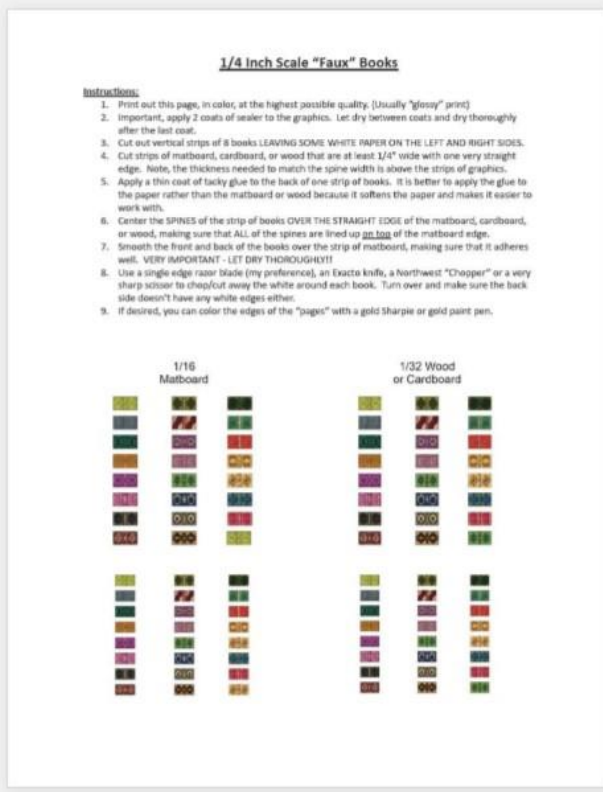 1/4 Inch Scale "Faux" Books
Instructions:
1. Print out this page, in color, at the highest possible quality. (Usually "glossy" print)
2. Important, apply 2 coats of sealer to the graphics. Let dry between coats and dry thoroughly
after the last coat.
3. Cut out vertical strips of 8 books LEAVING SOME WHITE PAPER ON THE LEFT AND RIGHT SIDES.
4. Cut strips of matboard, cardboard, or wood that are at least 1/4" wide with one very straight
edge. Note, the thickness needed to match the spine width is above the strips of graphics.
5. Apply a thin coat of tacky glue to the back of one strip of books. It is better to apply the glue to
the paper rather than the matboard or wood because it softens the paper and makes it easier to
work with.
6. Center the SPINES of the strip of books OVER THE STRAIGHT EDGE of the matboard, cardboard,
or wood, making sure that ALL of the spines are lined up on top of the matboard edge.
7. Smooth the front and back of the books over the strip of matboard, making sure that it adheres
well. VERY IMPORTANT - LET DRY THOROUGHLY!!
8. Use a single edge razor blade (my preference), an Exacto knife, a Northwest "Chopper" or a very
sharp scissor to chop/cut away the white around each book. Turn over and make sure the back
side doesn't have any white edges either.
9. If desired, you can color the edges of the "pages" with a gold Sharpie or gold paint pen.
1/16
Matboard
1/32 Wood
or Cardboard